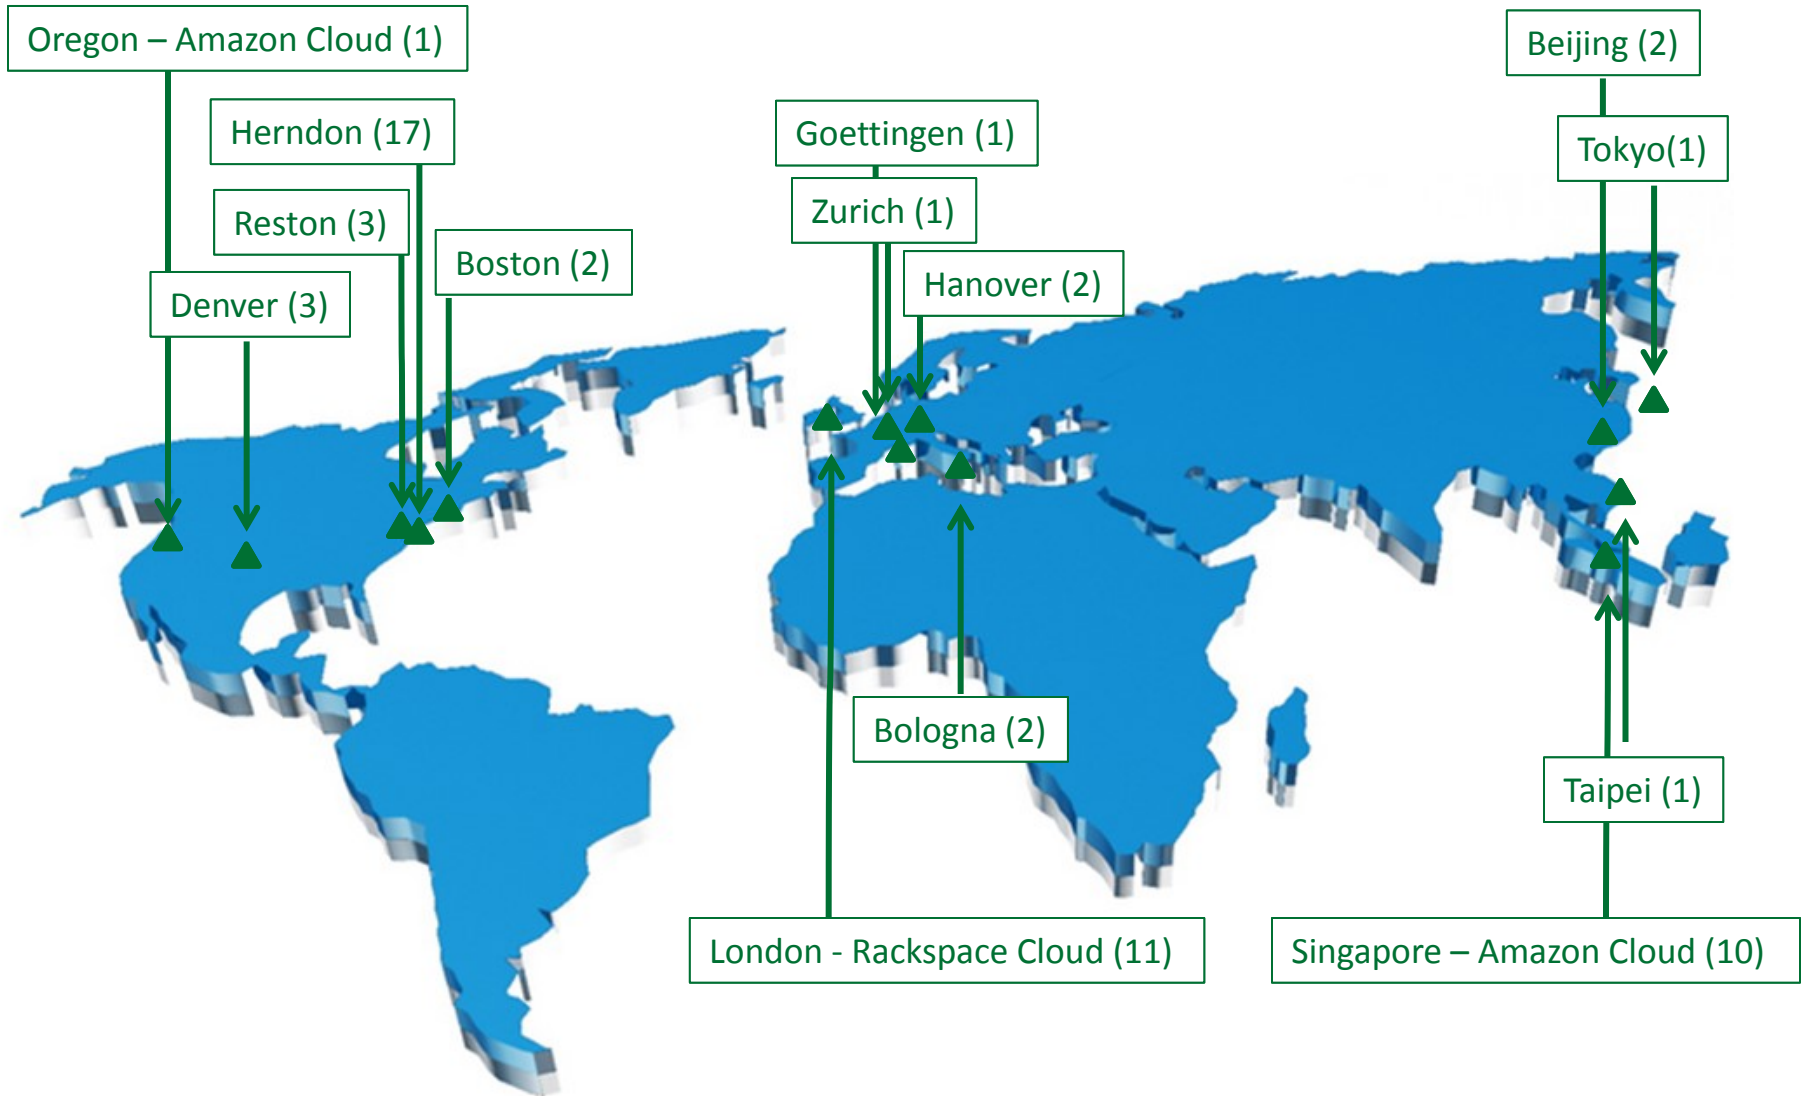 Oregon – Amazon Cloud (1)
Beijing (2)
Herndon (17)
Goettingen (1)
Tokyo(1)
Reston (3)
Zurich (1)
Boston (2)
Hanover (2)
Denver (3)
Bologna (2)
Taipei (1)
London - Rackspace Cloud (11)
Singapore – Amazon Cloud (10)